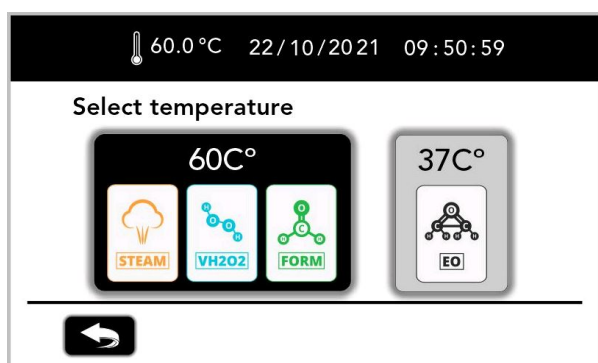 60.0 °C 22/10/2021 09:50:59
Select temperature
60C°
37C°
H
O
O
H
O
C
H
H
O
C
C
H
H
H
H
STEAM
VH2O2
FORM
EO